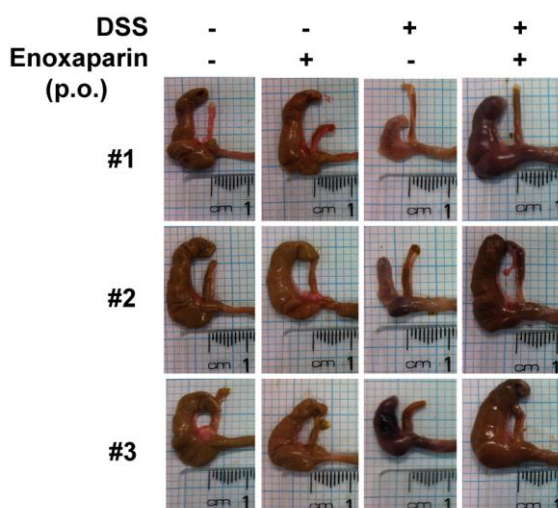 DSS - - + +
Enoxaparin - + - +
(p.o.)
#1
cm 1 cm 1 cm 1 cm 1
#2
cm 1 cm 1 cm 1 cm 1
#3
cm 1 cm 1 cm 1 cm 1